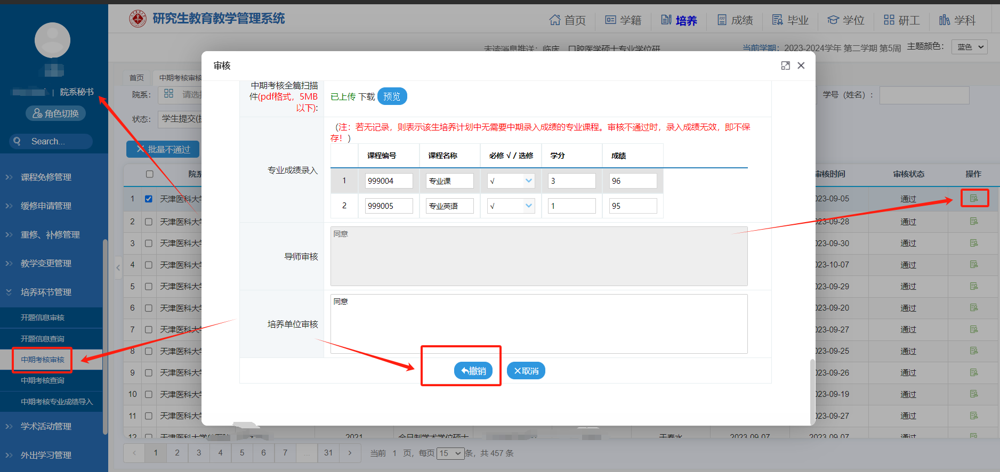 研究生教育教学管理系统
首页
学籍
培养
成绩
毕业
学位
研工
学科
未读消息推送：临床、口腔医学硕士专业学位研
当前学期：2023-2024学年 第二学期 第5周
主题颜色：
蓝色
| 院系秘书
角色切换
Search...
课程免修管理
缓修申请管理
重修、补修管理
教学变更管理
培养环节管理
开题信息审核
开题信息查询
中期考核审核
中期考核查询
中期考核专业成绩导入
学术活动管理
外出学习管理
首页
中期考核审核
院系：
请选
学号（姓名）：
状态：
学生提交(
批量不通过
院系
审核时间
审核状态
操作
1 天津医科大学 023-09-05 通过
2 天津医科大学 023-09-28 通过
3 天津医科大学 023-09-30 通过
4 天津医科大学 023-10-07 通过
5 天津医科大学 023-09-29 通过
6 天津医科大学 023-09-20 通过
7 天津医科大学 023-09-27 通过
8 天津医科大学 023-09-25 通过
9 天津医科大学 023-09-26 通过
10 天津医科大学 023-09-19 通过
11 天津医科大学 023-09-27 通过
12 天津医科大学 2021 全日制学术学位硕士 2023-09-07 2023-09-07 通过
< 1 2 3 4 5 6 7 ... 31 > 当前 1 页，每页 15 条，共 457 条
审核
中期考核全篇扫描
件(pdf格式，5MB
以下):
已上传 下载 预览
专业成绩录入
（注：若无记录，则表示该生培养计划中无需要中期录入成绩的专业课程。审核不通过时，录入成绩无效，即不保
存！）
课程编号 课程名称 必修 √ / 选修 学分 成绩
1 999004 专业课 √ 3 96
2 999005 专业英语 √ 1 95
导师审核
同意
培养单位审核
同意
撤销
取消